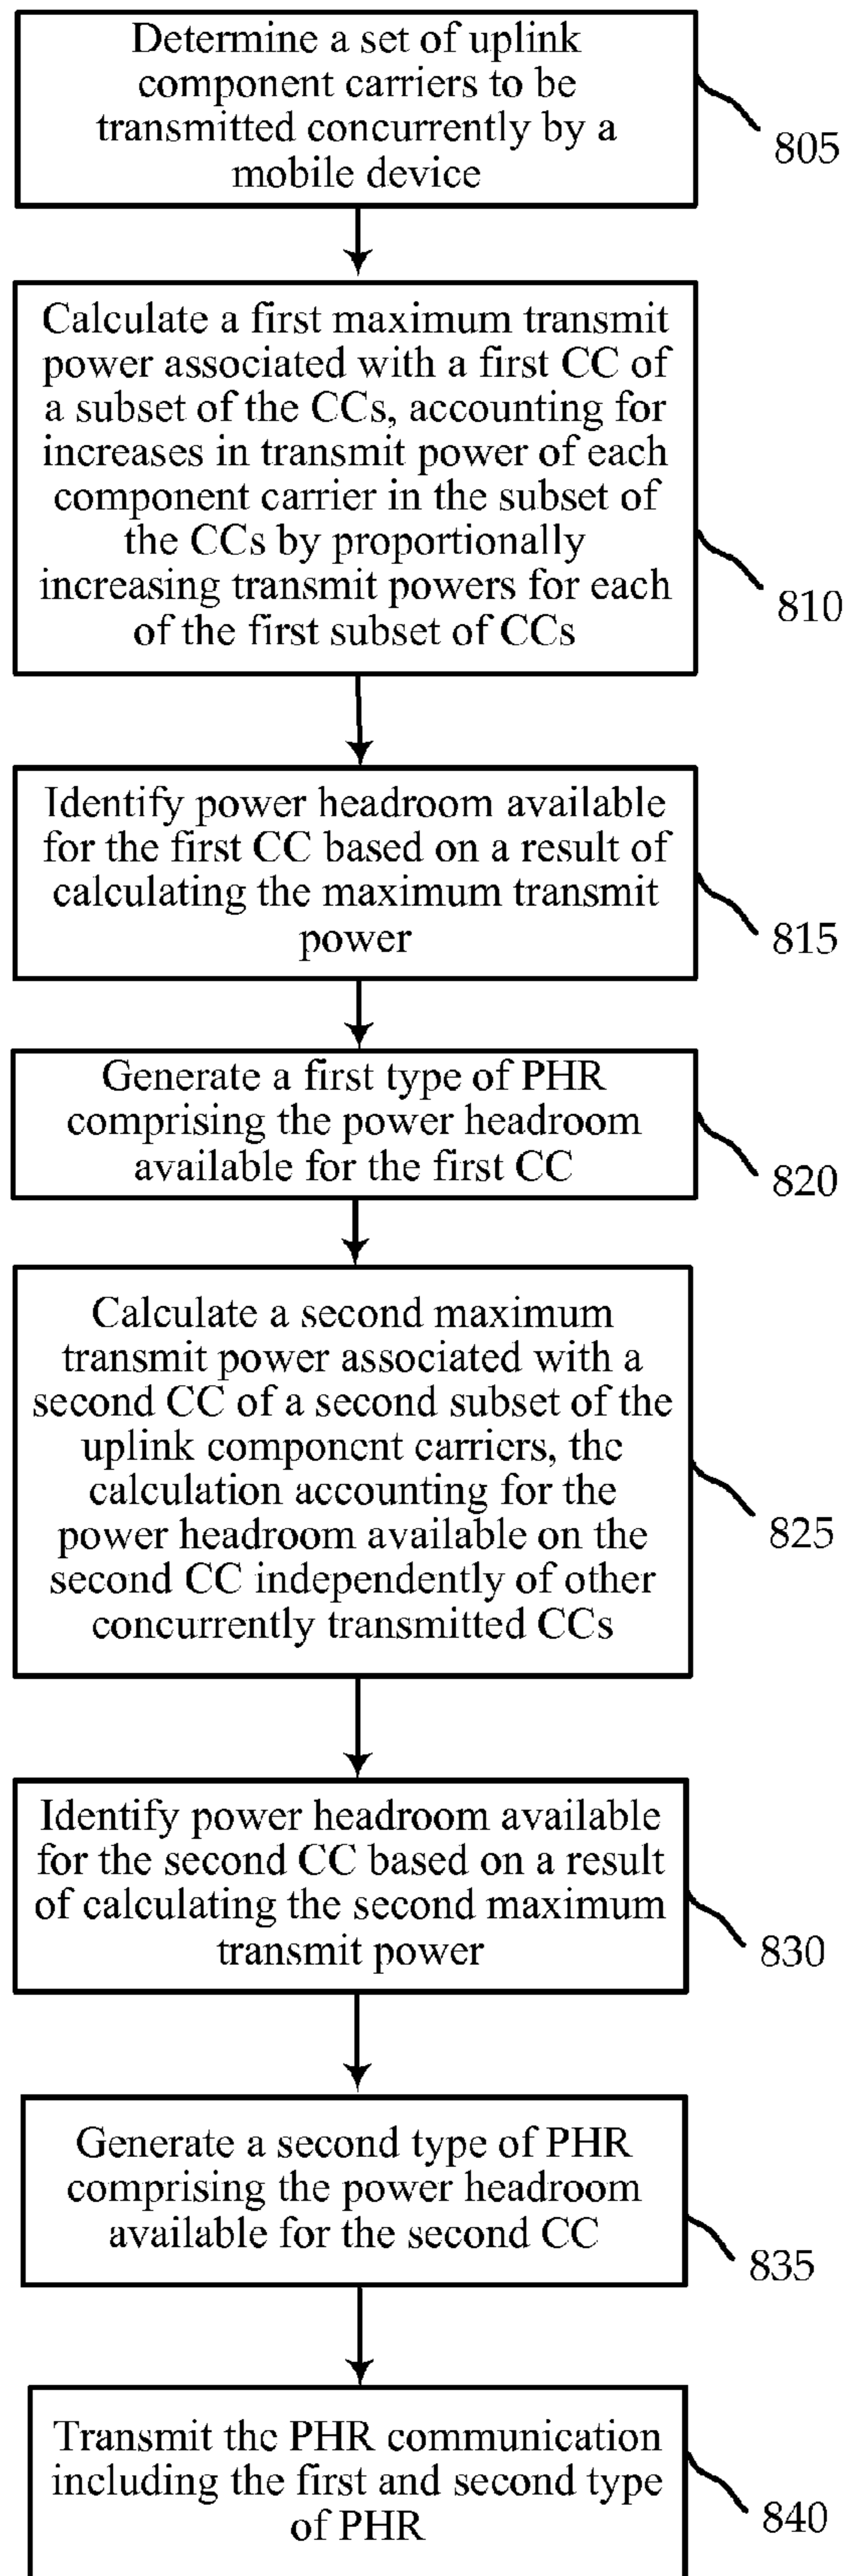 Determine a set of uplink
component carriers to be
transmitted concurrently by a
mobile device
805
Calculate a first maximum transmit
power associated with a first CC of
a subset of the CCs, accounting for
increases in transmit power of each
component carrier in the subset of
the CCs by proportionally
increasing transmit powers for each
of the first subset of CCs
810
Identify power headroom available
for the first CC based on a result of
calculating the maximum transmit
power
815
Generate a first type of PHR
comprising the power headroom
available for the first CC
820
Calculate a second maximum
transmit power associated with a
second CC of a second subset of the
uplink component carriers, the
calculation accounting for the
power headroom available on the
second CC independently of other
concurrently transmitted CCs
825
Identify power headroom available
for the second CC based on a result
of calculating the second maximum
transmit power
830
Generate a second type of PHR
comprising the power headroom
available for the second CC
835
Transmit the PHR communication
including the first and second type
of PHR
840